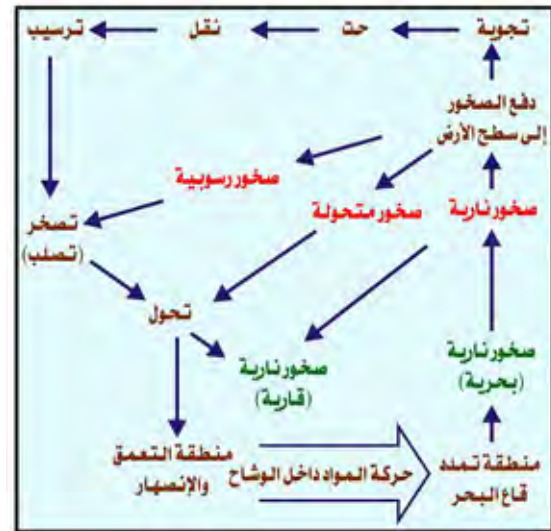 تجوية
حت
نقل
ترسيب
دفع الصخور
إلى سطح الأرض
صخور رسوبية
صخور نارية
صخور متحولة
تصخر
(تصلب)
تحول
صخور نارية
(بحرية)
صخور نارية
(قارية)
منطقة تمدد
قاع البحر
حركة المواد داخل الوشاح
منطقة التعمق
والإنصهار